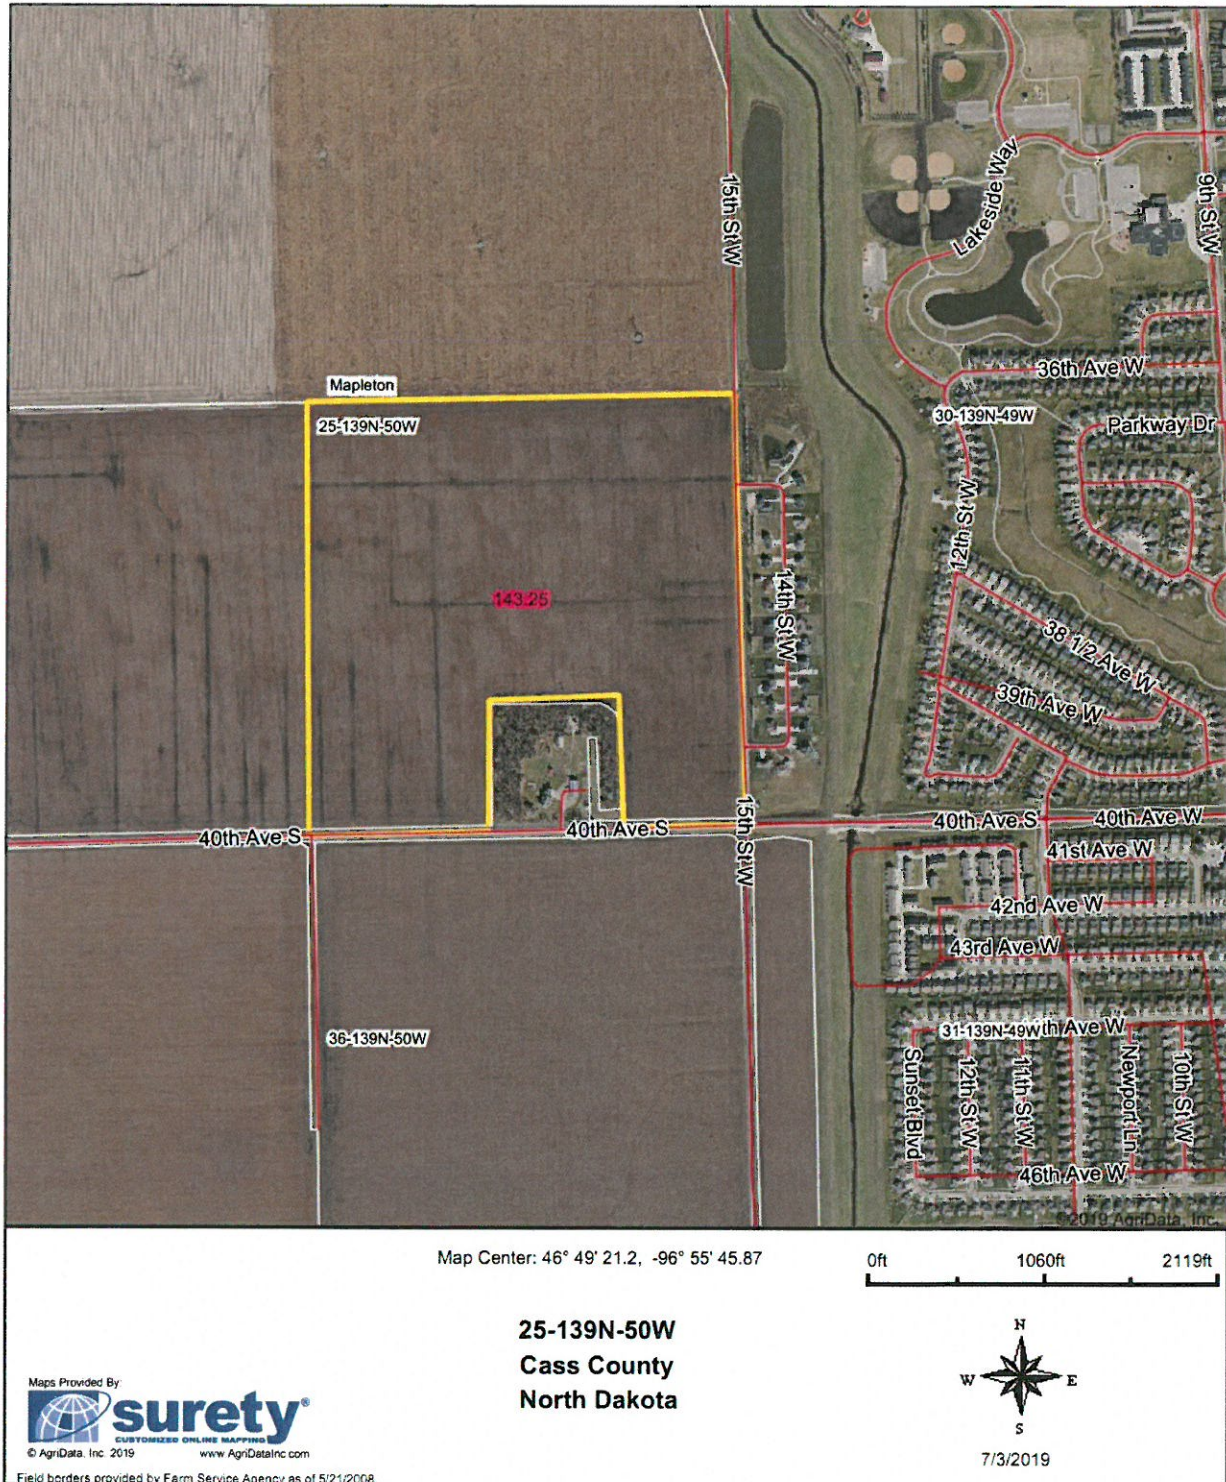 15th St W
Lakeside Way
9th St W
Mapleton
36th Ave W
25-139N-50W
30-139N-49W
Parkway Dr
12th St W
143.25
14th St W
38 1/2 Ave W
39th Ave W
15th St W
40th Ave S
40th Ave S
40th Ave S
40th Ave W
41st Ave W
42nd Ave W
43rd Ave W
36-139N-50W
31-139N-49W th Ave W
Sunset Blvd
12th St W
11th St W
Newport Ln
10th St W
46th Ave W
©2019 AgriData, Inc.
Map Center: 46° 49' 21.2, -96° 55' 45.87
0ft 1060ft 2119ft
25-139N-50W
Cass County
North Dakota
N
W E
S
7/3/2019
Maps Provided By:
surety®
CUSTOMIZED ONLINE MAPPING
© AgriData, Inc. 2019 www.AgriDataInc.com
Field borders provided by Farm Service Agency as of 5/21/2008.